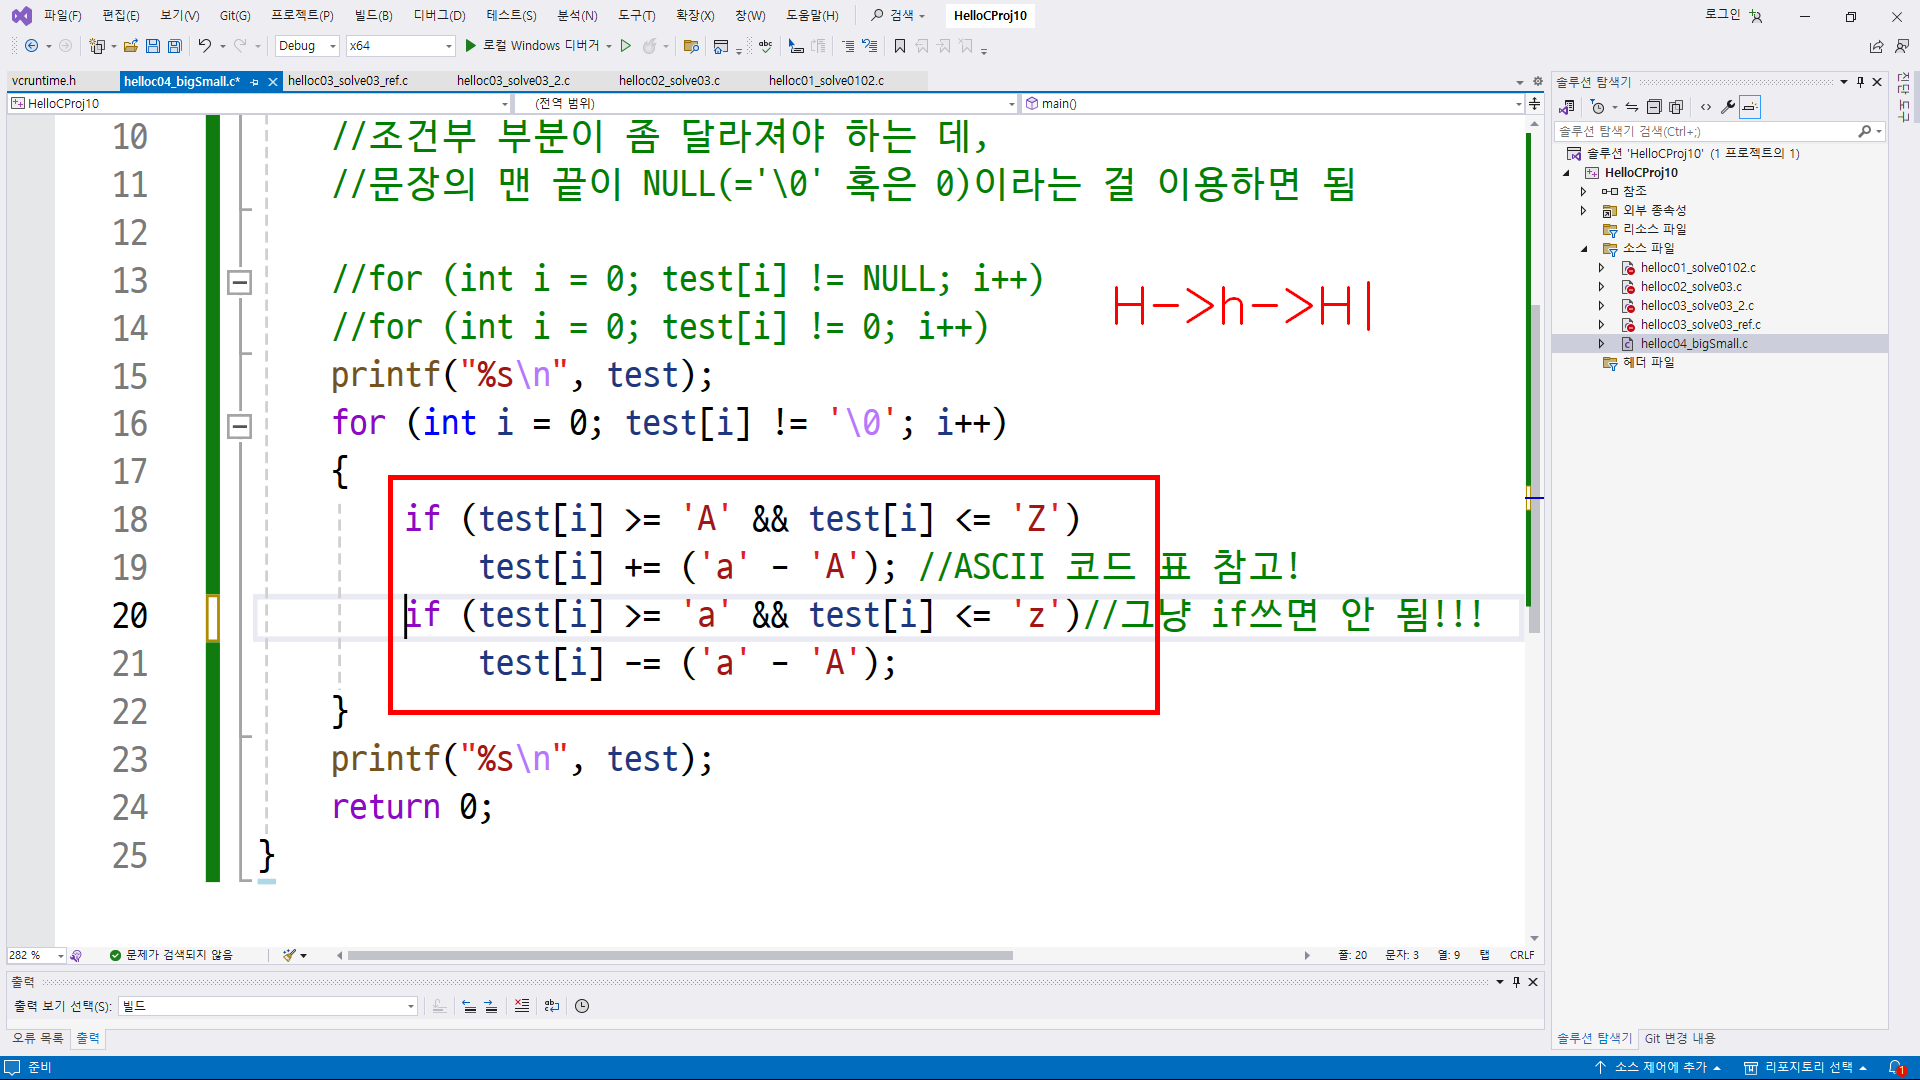 파일(F) 편집(E) 보기(V) Git(G) 프로젝트(P) 빌드(B) 디버그(D) 테스트(S) 분석(N) 도구(T) 확장(X) 창(W) 도움말(H) 검색 HelloCProj10 로그인
Debug x64 로컬 Windows 디버거
vcruntime.h helloc04_bigSmall.c* helloc03_solve03_ref.c helloc03_solve03_2.c helloc02_solve03.c helloc01_solve0102.c
HelloCProj10 (전역 범위) main()
10 //조건부 부분이 좀 달라져야 하는 데,
11 //문장의 맨 끝이 NULL(='\0' 혹은 0)이라는 걸 이용하면 됨
12
13 //for (int i = 0; test[i] != NULL; i++)
14 //for (int i = 0; test[i] != 0; i++)
H->h->H|
15 printf("%s\n", test);
16 for (int i = 0; test[i] != '\0'; i++)
17 {
18 if (test[i] >= 'A' && test[i] <= 'Z')
19 test[i] += ('a' - 'A'); //ASCII 코드 표 참고!
20 if (test[i] >= 'a' && test[i] <= 'z')//그냥 if쓰면 안 됨!!!
21 test[i] -= ('a' - 'A');
22 }
23 printf("%s\n", test);
24 return 0;
25 }
282 % 문제가 검색되지 않음 줄: 20 문자: 3 열: 9 탭 CRLF
출력
출력 보기 선택(S): 빌드
오류 목록 출력
솔루션 탐색기
솔루션 탐색기 검색(Ctrl+;)
솔루션 'HelloCProj10' (1 프로젝트의 1)
HelloCProj10
참조
외부 종속성
리소스 파일
소스 파일
helloc01_solve0102.c
helloc02_solve03.c
helloc03_solve03_2.c
helloc03_solve03_ref.c
helloc04_bigSmall.c
헤더 파일
솔루션 탐색기 Git 변경 내용
진단 도구
준비 소스 제어에 추가 리포지토리 선택 1